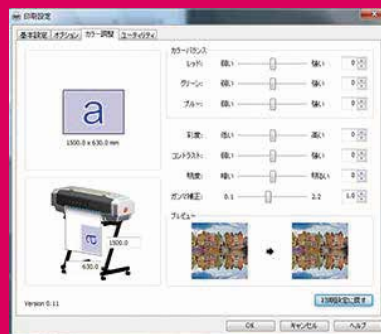 印刷設定
基本設定 オプション カラー調整 ユーティリティ
カラーバランス
レッド: 弱い 強い 0
グリーン: 弱い 強い 0
ブルー: 弱い 強い 0
a
1500.0 x 630.0 mm
彩度: 低い 高い 0
コントラスト: 弱い 強い 0
明度: 暗い 明るい 0
ガンマ補正: 0.1 2.2 1.0
プレビュー
a
1500.0
630.0
Version 0.11
初期設定に戻す
OK キャンセル ヘルプ